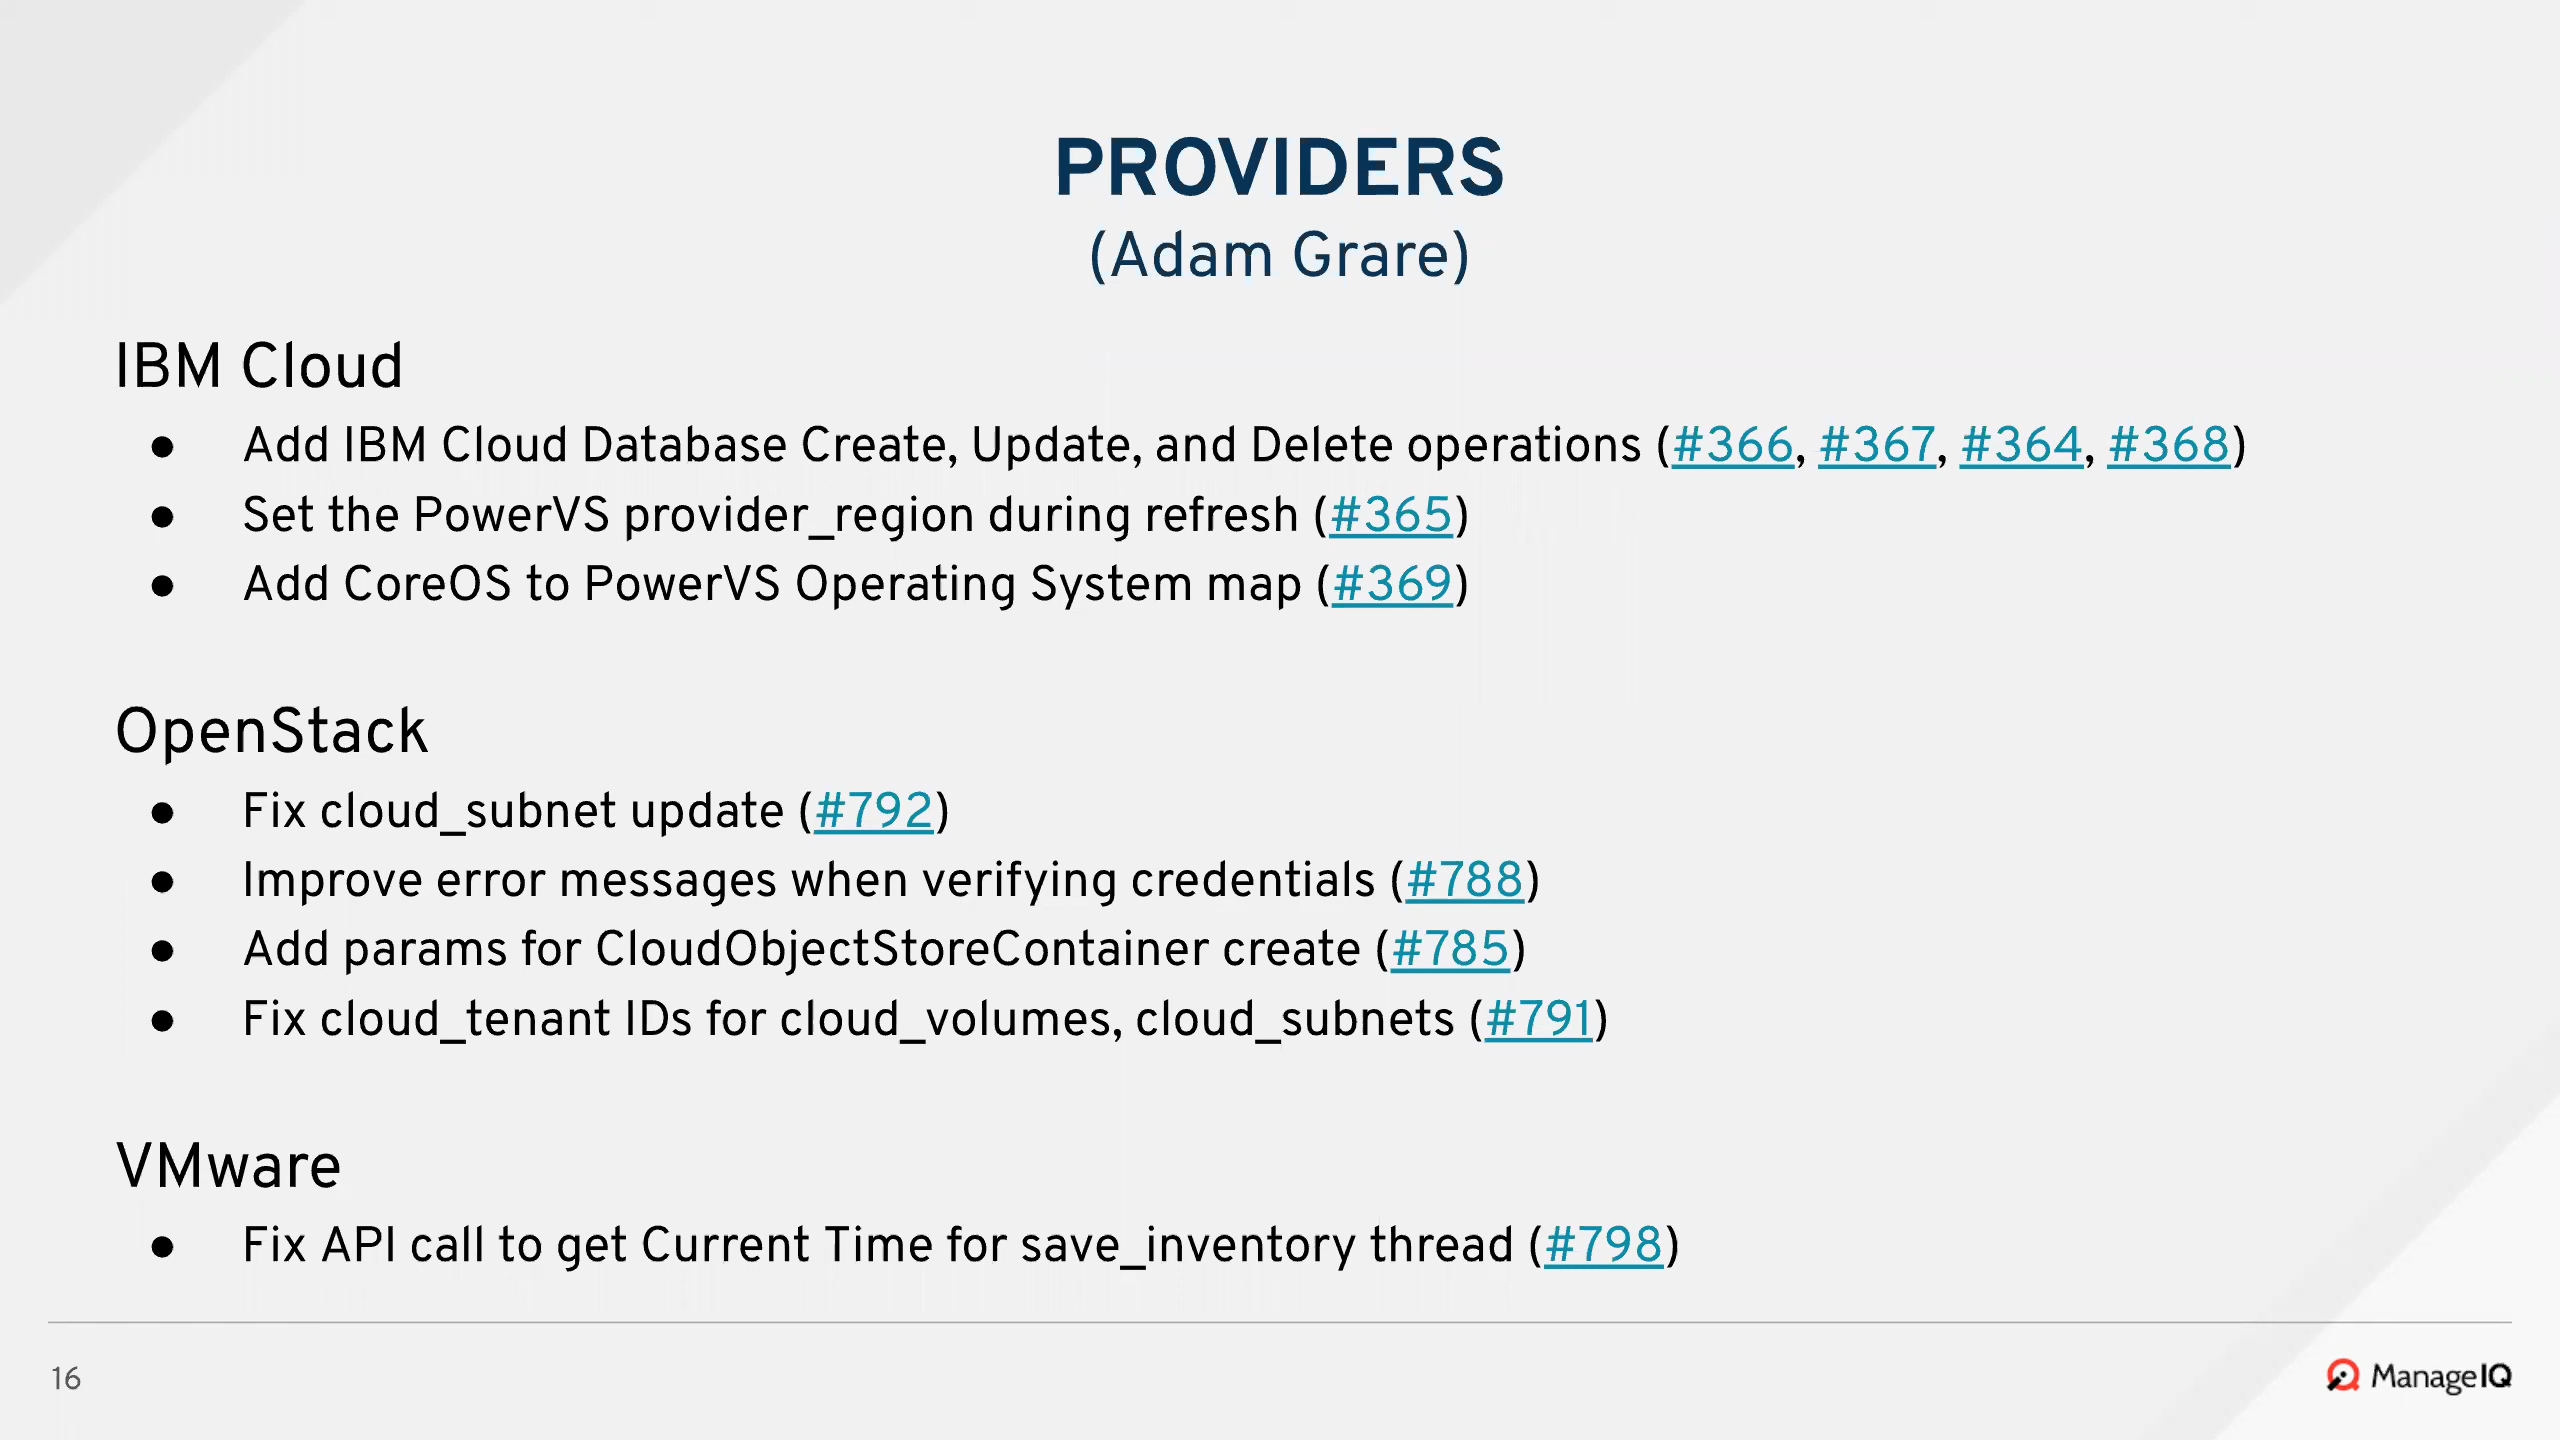 PROVIDERS
(Adam Grare)
IBM Cloud
● Add IBM Cloud Database Create, Update, and Delete operations (#366, #367, #364, #368)
● Set the PowerVS provider_region during refresh (#365)
● Add CoreOS to PowerVS Operating System map (#369)
OpenStack
● Fix cloud_subnet update (#792)
● Improve error messages when verifying credentials (#788)
● Add params for CloudObjectStoreContainer create (#785)
● Fix cloud_tenant IDs for cloud_volumes, cloud_subnets (#791)
VMware
● Fix API call to get Current Time for save_inventory thread (#798)
16
ManageIQ